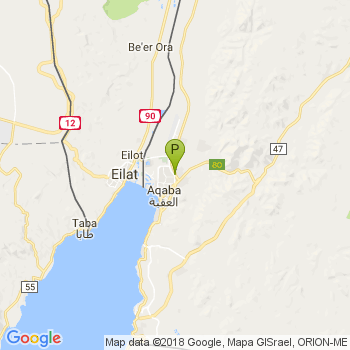 Be'er Ora
90
12
P
47
Eilot
80
Eilat
Aqaba
العقبة
Taba
طابا
55
Google
Map data ©2018 Google, Mapa GISrael, ORION-ME